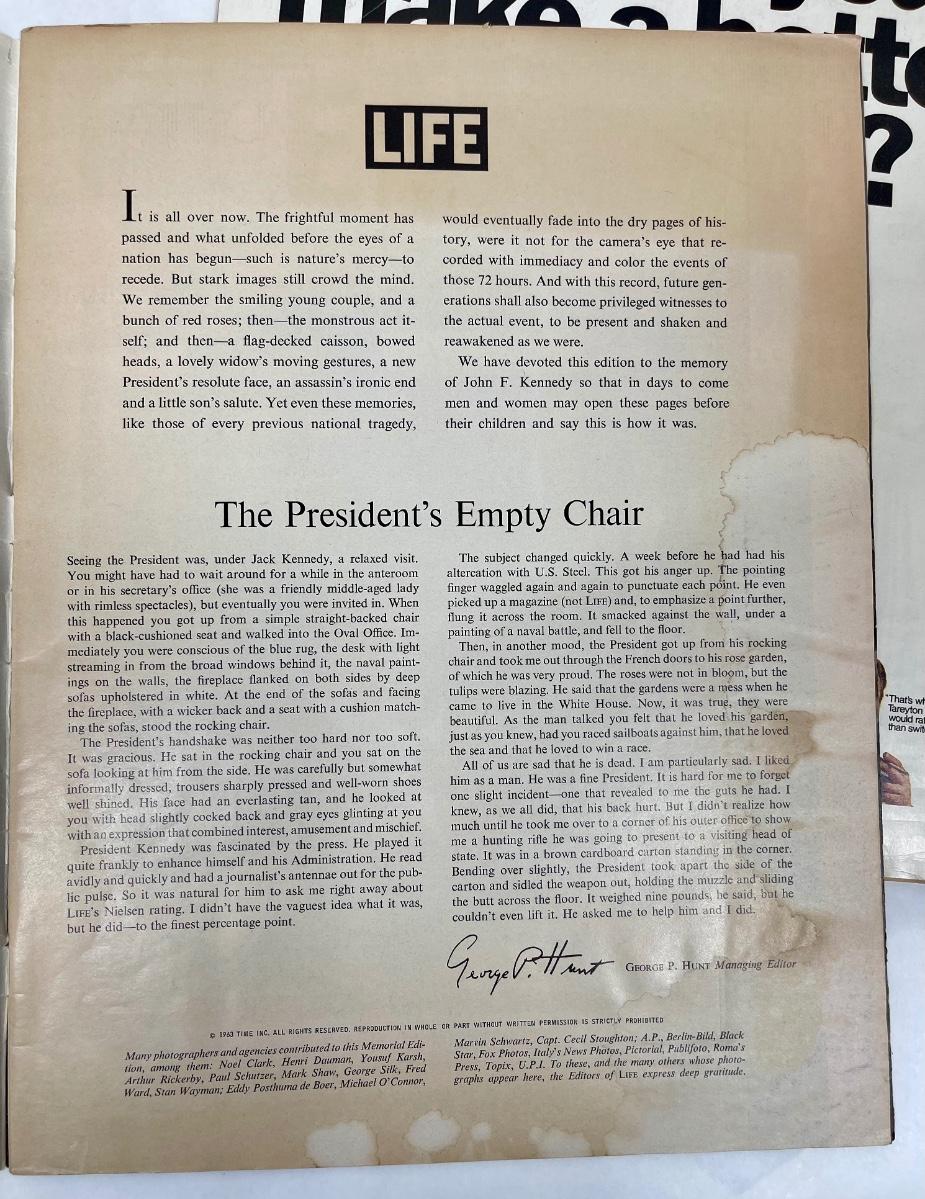 LIFE
It is all over now. The frightful moment has
passed and what unfolded before the eyes of a
nation has begun—such is nature's mercy—to
recede. But stark images still crowd the mind.
We remember the smiling young couple, and a
bunch of red roses; then—the monstrous act it-
self; and then—a flag-decked caisson, bowed
heads, a lovely widow's moving gestures, a new
President's resolute face, an assassin's ironic end
and a little son's salute. Yet even these memories,
like those of every previous national tragedy,
would eventually fade into the dry pages of his-
tory, were it not for the camera's eye that re-
corded with immediacy and color the events of
those 72 hours. And with this record, future gen-
erations shall also become privileged witnesses to
the actual event, to be present and shaken and
reawakened as we were.
We have devoted this edition to the memory
of John F. Kennedy so that in days to come
men and women may open these pages before
their children and say this is how it was.
The President's Empty Chair
Seeing the President was, under Jack Kennedy, a relaxed visit.
You might have had to wait around for a while in the anteroom
or in his secretary's office (she was a friendly middle-aged lady
with rimless spectacles), but eventually you were invited in. When
this happened you got up from a simple straight-backed chair
with a black-cushioned seat and walked into the Oval Office. Im-
mediately you were conscious of the blue rug, the desk with light
streaming in from the broad windows behind it, the naval paint-
ings on the walls, the fireplace flanked on both sides by deep
sofas upholstered in white. At the end of the sofas and facing
the fireplace, with a wicker back and a seat with a cushion match-
ing the sofas, stood the rocking chair.
The President's handshake was neither too hard nor too soft.
It was gracious. He sat in the rocking chair and you sat on the
sofa looking at him from the side. He was carefully but somewhat
informally dressed, trousers sharply pressed and well-worn shoes
well shined. His face had an everlasting tan, and he looked at
you with head slightly cocked back and gray eyes glinting at you
with an expression that combined interest, amusement and mischief.
President Kennedy was fascinated by the press. He played it
quite frankly to enhance himself and his Administration. He read
avidly and quickly and had a journalist's antennae out for the pub-
lic pulse. So it was natural for him to ask me right away about
LIFE's Nielsen rating. I didn't have the vaguest idea what it was,
but he did—to the finest percentage point.
The subject changed quickly. A week before he had had his
altercation with U.S. Steel. This got his anger up. The pointing
finger waggled again and again to punctuate each point. He even
picked up a magazine (not LIFE) and, to emphasize a point further,
flung it across the room. It smacked against the wall, under a
painting of a naval battle, and fell to the floor.
Then, in another mood, the President got up from his rocking
chair and took me out through the French doors to his rose garden,
of which he was very proud. The roses were not in bloom, but the
tulips were blazing. He said that the gardens were a mess when he
came to live in the White House. Now, it was true, they were
beautiful. As the man talked you felt that he loved his garden,
just as you knew, had you raced sailboats against him, that he loved
the sea and that he loved to win a race.
All of us are sad that he is dead. I am particularly sad. I liked
him as a man. He was a fine President. It is hard for me to forget
one slight incident—one that revealed to me the guts he had. I
knew, as we all did, that his back hurt. But I didn't realize how
much until he took me over to a corner of his outer office to show
me a hunting rifle he was going to present to a visiting head of
state. It was in a brown cardboard carton standing in the corner.
Bending over slightly, the President took apart the side of the
carton and sidled the weapon out, holding the muzzle and sliding
the butt across the floor. It weighed nine pounds, he said, but he
couldn't even lift it. He asked me to help him and I did.
George P. Hunt
GEORGE P. HUNT Managing Editor
© 1963 TIME INC. ALL RIGHTS RESERVED. REPRODUCTION IN WHOLE OR PART WITHOUT WRITTEN PERMISSION IS STRICTLY PROHIBITED
Many photographers and agencies contributed to this Memorial Edi-
tion, among them: Noel Clark, Henri Dauman, Yousuf Karsh,
Arthur Rickerby, Paul Schutzer, Mark Shaw, George Silk, Fred
Ward, Stan Wayman; Eddy Posthuma de Boer, Michael O'Connor,
Marvin Schwartz, Capt. Cecil Stoughton; A.P., Berlin-Bild, Black
Star, Fox Photos, Italy's News Photos, Pictorial, Publifoto, Roma's
Press, Topix, U.P.I. To these, and the many others whose photo-
graphs appear here, the Editors of LIFE express deep gratitude.
make a
?
"That's
Tareyton
would
than